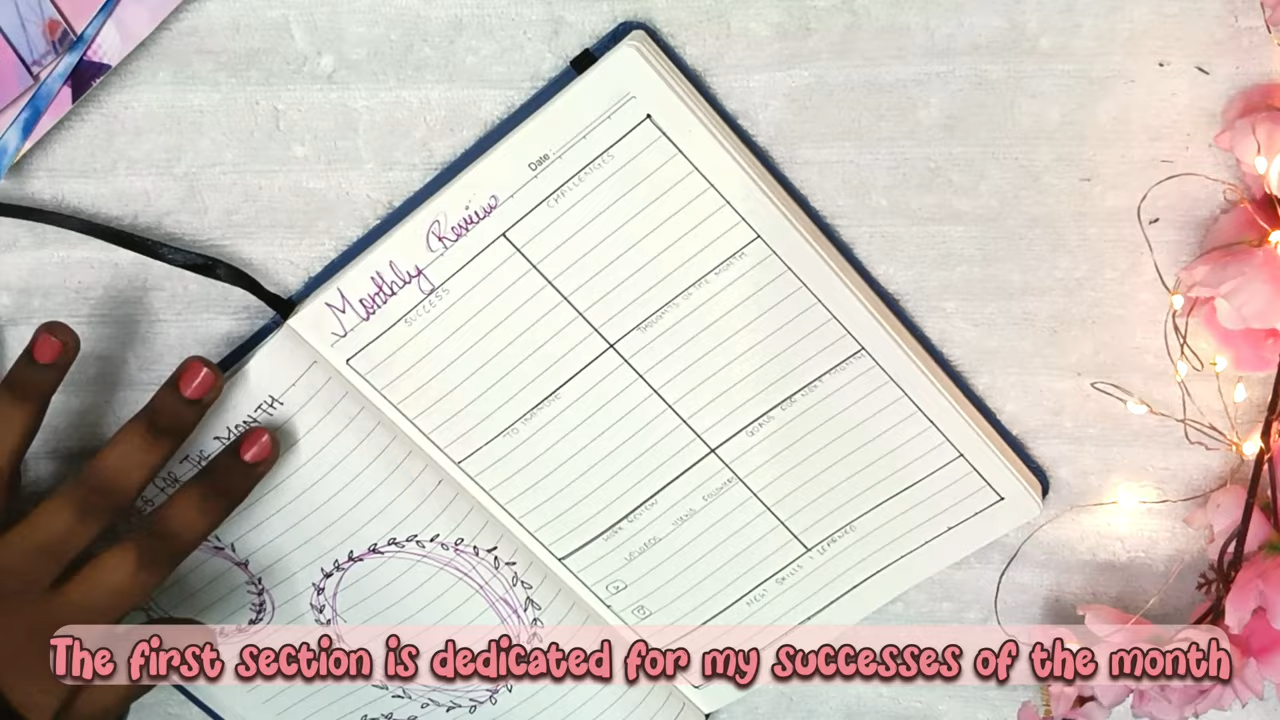 Date:
Monthly Review
SUCCESS
CHALLENGES
TO IMPROVE
THOUGHTS OF THE MONTH
WORK REVIEW
UPLOADS VIEWS FOLLOWERS
GOALS FOR NEXT MONTH
NEW SKILLS I LEARNED
FOR THE MONTH
The first section is dedicated for my successes of the month